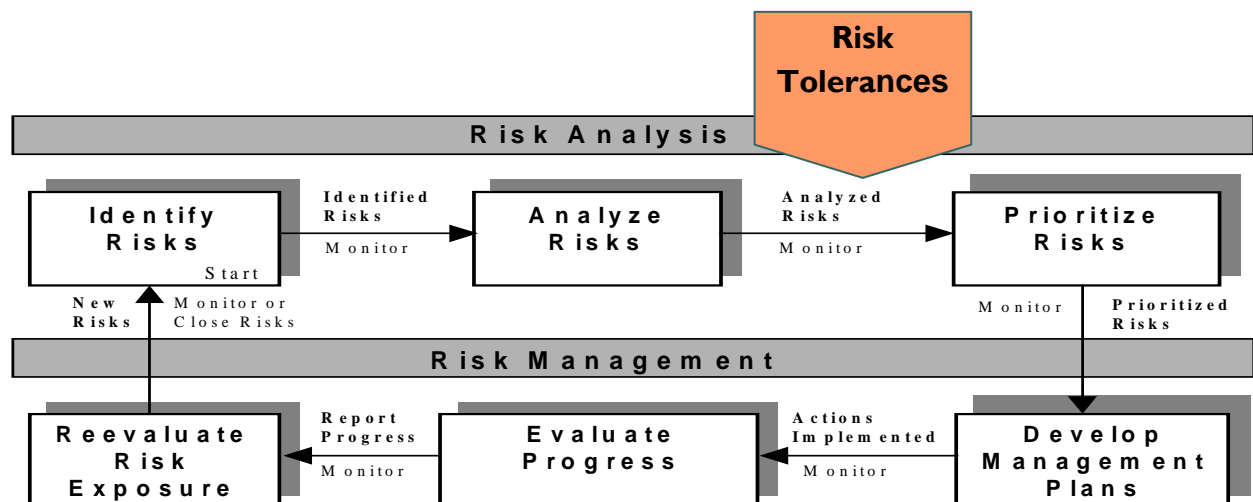 Risk
Tolerances
Risk Analysis
Identify
Risks
Start
Identified
Risks
Monitor
Analyze
Risks
Analyzed
Risks
Monitor
Prioritize
Risks
New
Risks
Monitor or
Close Risks
Monitor
Prioritized
Risks
Risk Management
Reevaluate
Risk
Exposure
Report
Progress
Monitor
Evaluate
Progress
Actions
Implemented
Monitor
Develop
Management
Plans